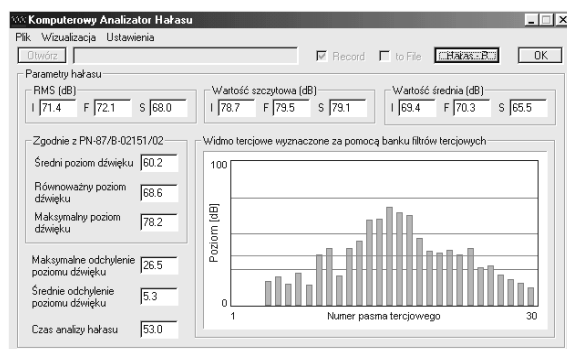 Komputerowy Analizator Hałasu
Plik Wizualizacja Ustawienia
Otwórz Record to File Hałas - B OK
Parametry hałasu
RMS (dB) Wartość szczytowa (dB) Wartość średnia (dB)
I 71.4 F 72.1 S 68.0 I 78.7 F 79.5 S 79.1 I 69.4 F 70.3 S 65.5
Zgodnie z PN-87/B-02151/02
Średni poziom dźwięku 60.2
Równoważny poziom
dźwięku 68.6
Maksymalny poziom
dźwięku 78.2
Maksymalne odchylenie
poziomu dźwięku 26.5
Średnie odchylenie
poziomu dźwięku 5.3
Czas analizy hałasu 53.0
Widmo tercjowe wyznaczone za pomocą banku filtrów tercjowych
100
Poziom [dB]
0
1 Numer pasma tercjowego 30